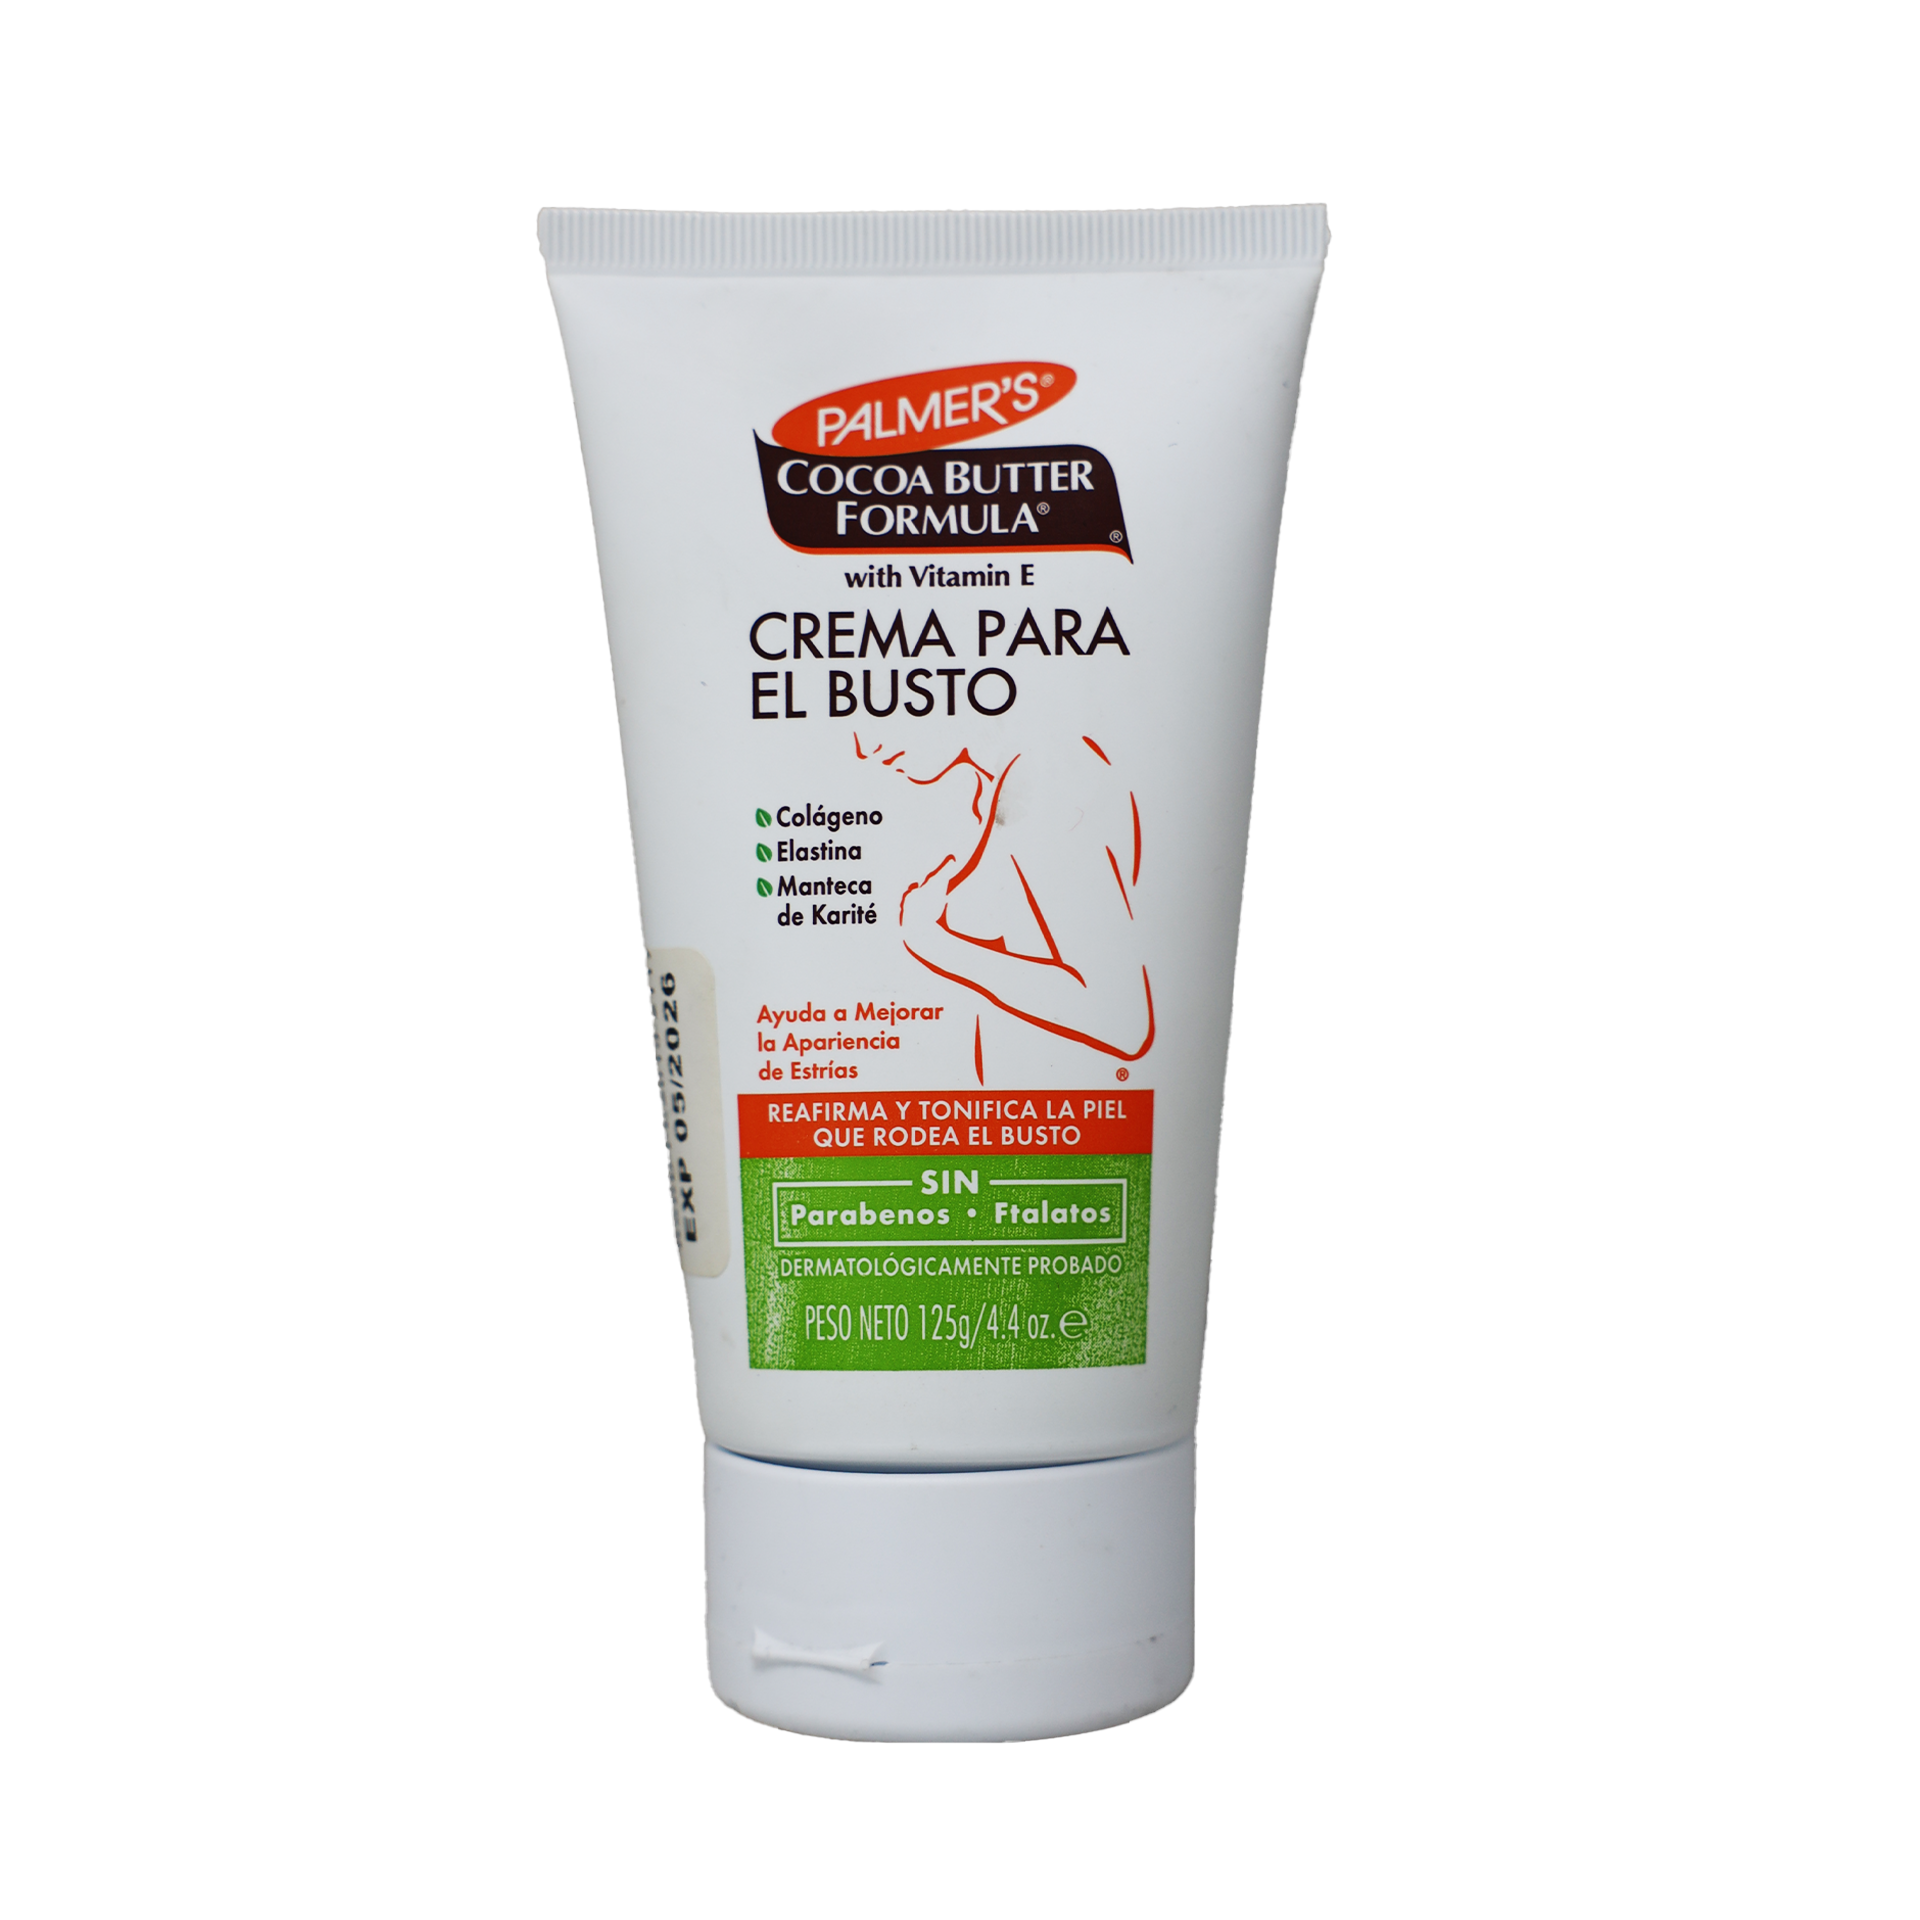 PALMER'S®
COCOA BUTTER
FORMULA®
®
with Vitamin E
CREMA PARA
EL BUSTO
Colágeno
Elastina
Manteca
de Karité
Ayuda a Mejorar
la Apariencia
de Estrías
®
REAFIRMA Y TONIFICA LA PIEL
QUE RODEA EL BUSTO
SIN
Parabenos • Ftalatos
DERMATOLÓGICAMENTE PROBADO
PESO NETO 125g/4.4 oz. ℮
EXP 05/2026